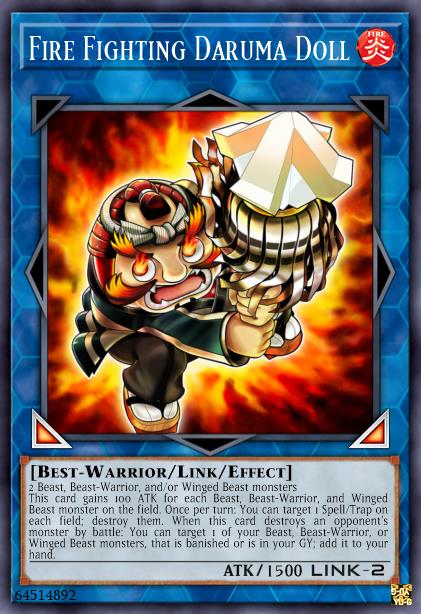 FIRE FIGHTING DARUMA DOLL
FIRE
炎
[BEST-WARRIOR/LINK/EFFECT]
2 Beast, Beast-Warrior, and/or Winged Beast monsters
This card gains 100 ATK for each Beast, Beast-Warrior, and Winged
Beast monster on the field. Once per turn: You can target 1 Spell/Trap on
each field; destroy them. When this card destroys an opponent's
monster by battle: You can target 1 of your Beast, Beast-Warrior, or
Winged Beast monsters, that is banished or is in your GY; add it to your
hand.
ATK/1500 LINK-2
64514892